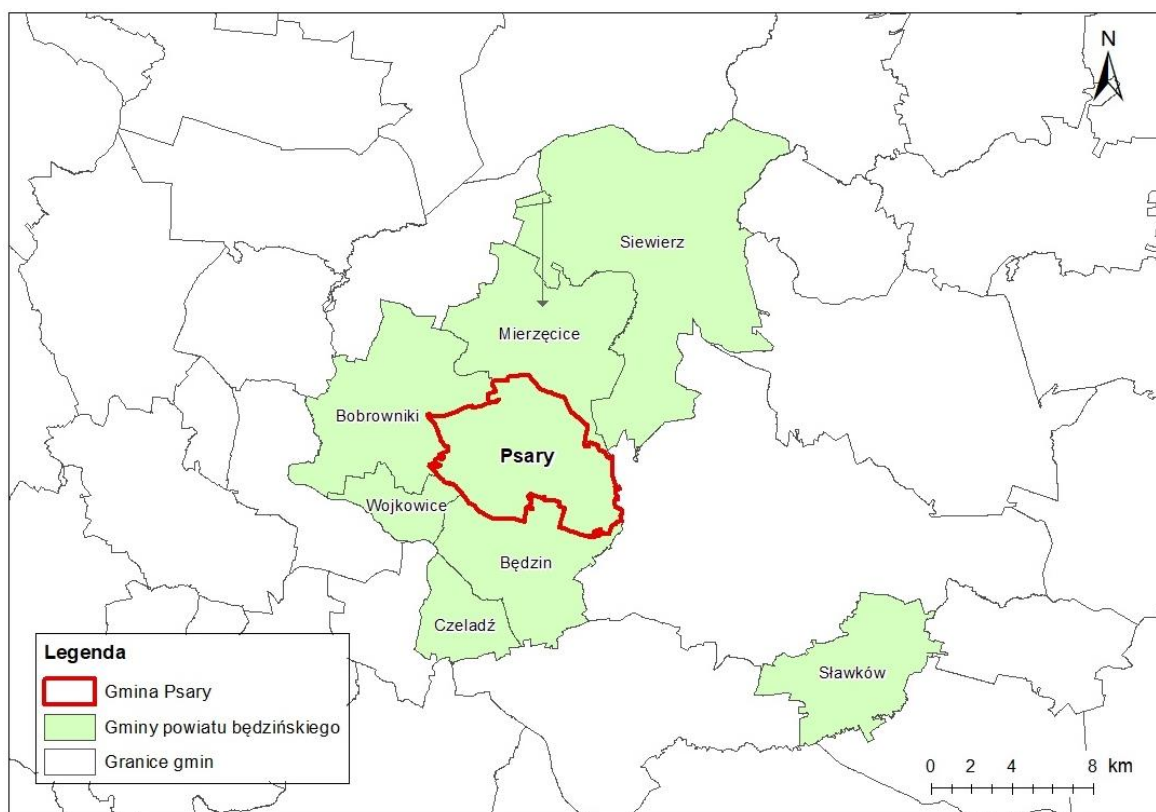 N
Siewierz
Mierzęcice
Bobrowniki
Psary
Wojkowice
Będzin
Czeladź
Sławków
Legenda
Gmina Psary
Gminy powiatu będzińskiego
Granice gmin
0 2 4 8 km